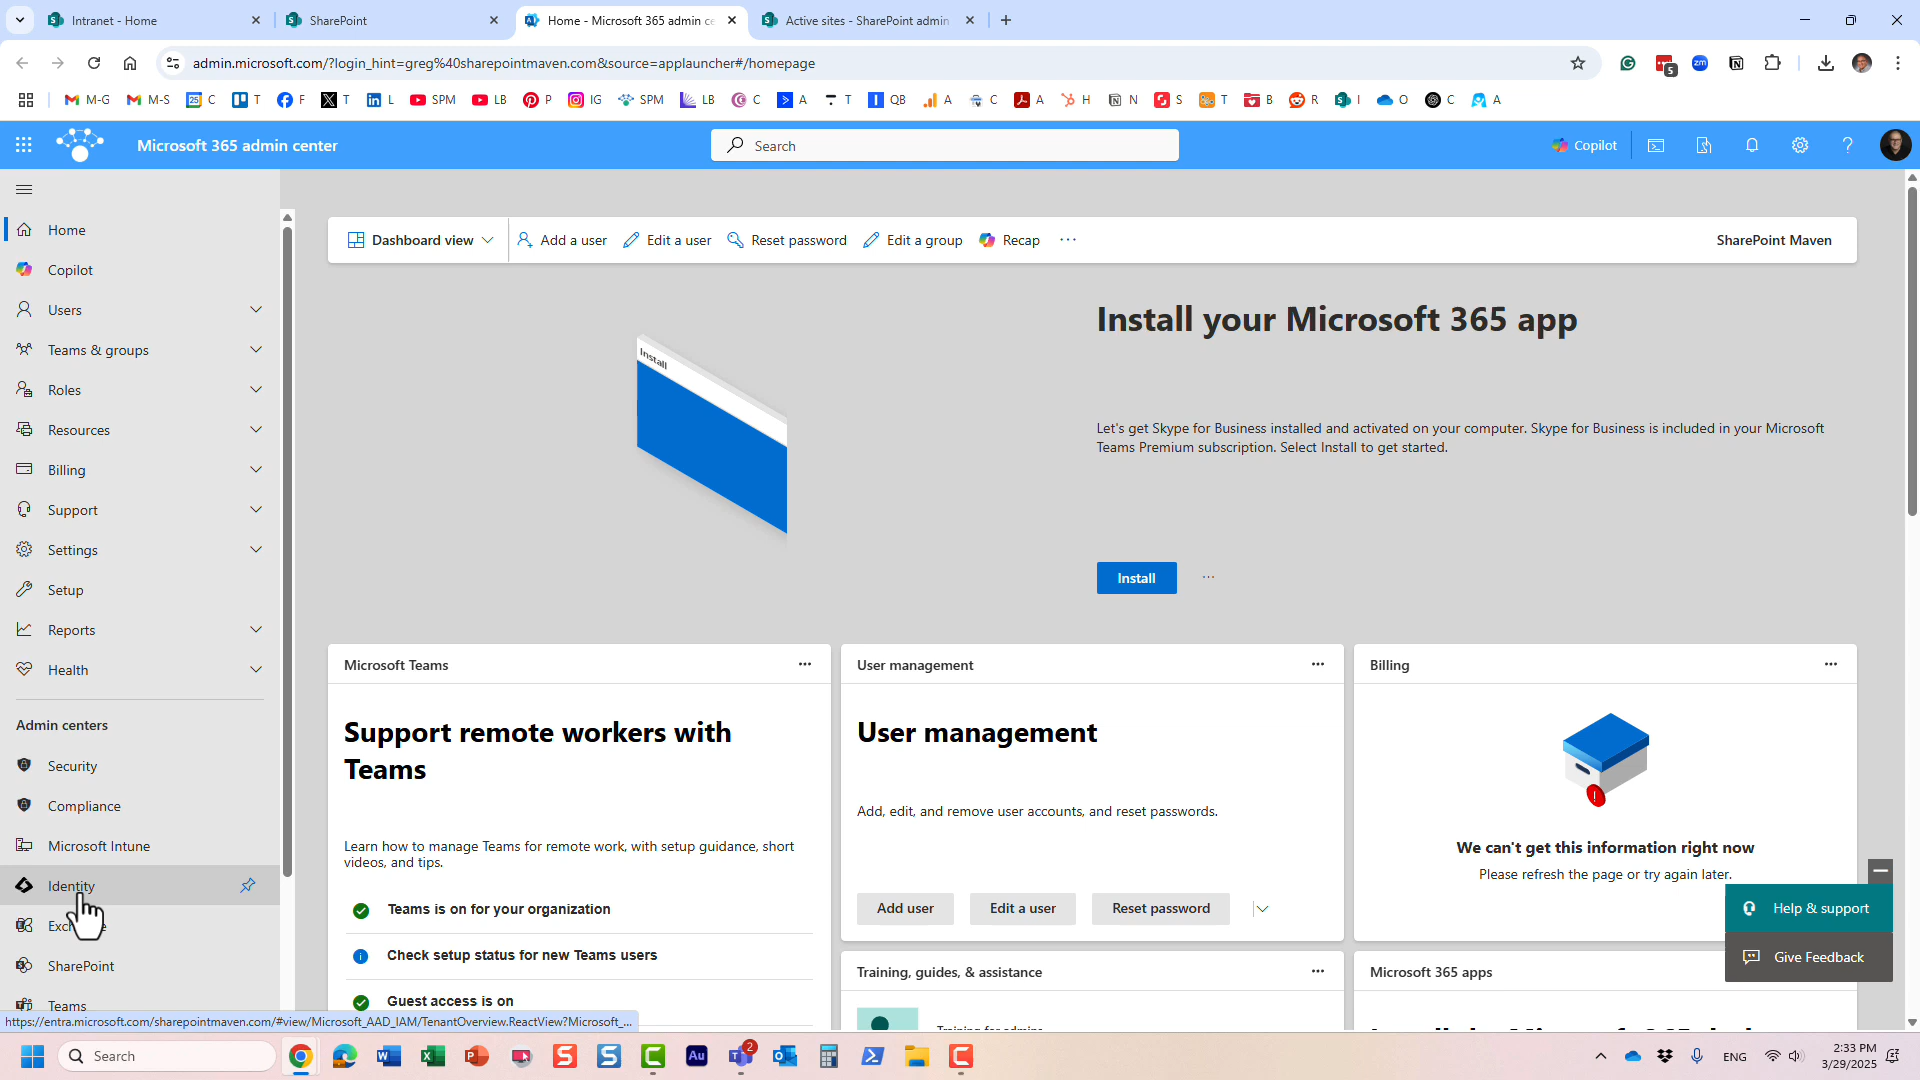 Intranet - Home
SharePoint
Home - Microsoft 365 admin ce
Active sites - SharePoint admin
admin.microsoft.com/?login_hint=greg%40sharepointmaven.com&source=applauncher#/homepage
M-G
M-S
C
T
F
T
L
SPM
LB
P
IG
SPM
LB
C
A
T
QB
A
C
A
H
N
S
T
B
R
I
O
C
A
Microsoft 365 admin center
Search
Copilot
Home
Copilot
Users
Teams & groups
Roles
Resources
Billing
Support
Settings
Setup
Reports
Health
Admin centers
Security
Compliance
Microsoft Intune
Identity
SharePoint
Teams
https://entra.microsoft.com/sharepointmaven.com/#view/Microsoft_AAD_IAM/TenantOverview.ReactView?Microsoft_...
Dashboard view
Add a user
Edit a user
Reset password
Edit a group
Recap
SharePoint Maven
Install
Install your Microsoft 365 app
Let's get Skype for Business installed and activated on your computer. Skype for Business is included in your Microsoft
Teams Premium subscription. Select Install to get started.
Install
Microsoft Teams
Support remote workers with
Teams
Learn how to manage Teams for remote work, with setup guidance, short
videos, and tips.
Teams is on for your organization
Check setup status for new Teams users
Guest access is on
User management
User management
Add, edit, and remove user accounts, and reset passwords.
Add user
Edit a user
Reset password
Training, guides, & assistance
Billing
We can't get this information right now
Please refresh the page or try again later.
Microsoft 365 apps
Help & support
Give Feedback
Search
2
ENG
2:33 PM
3/29/2025